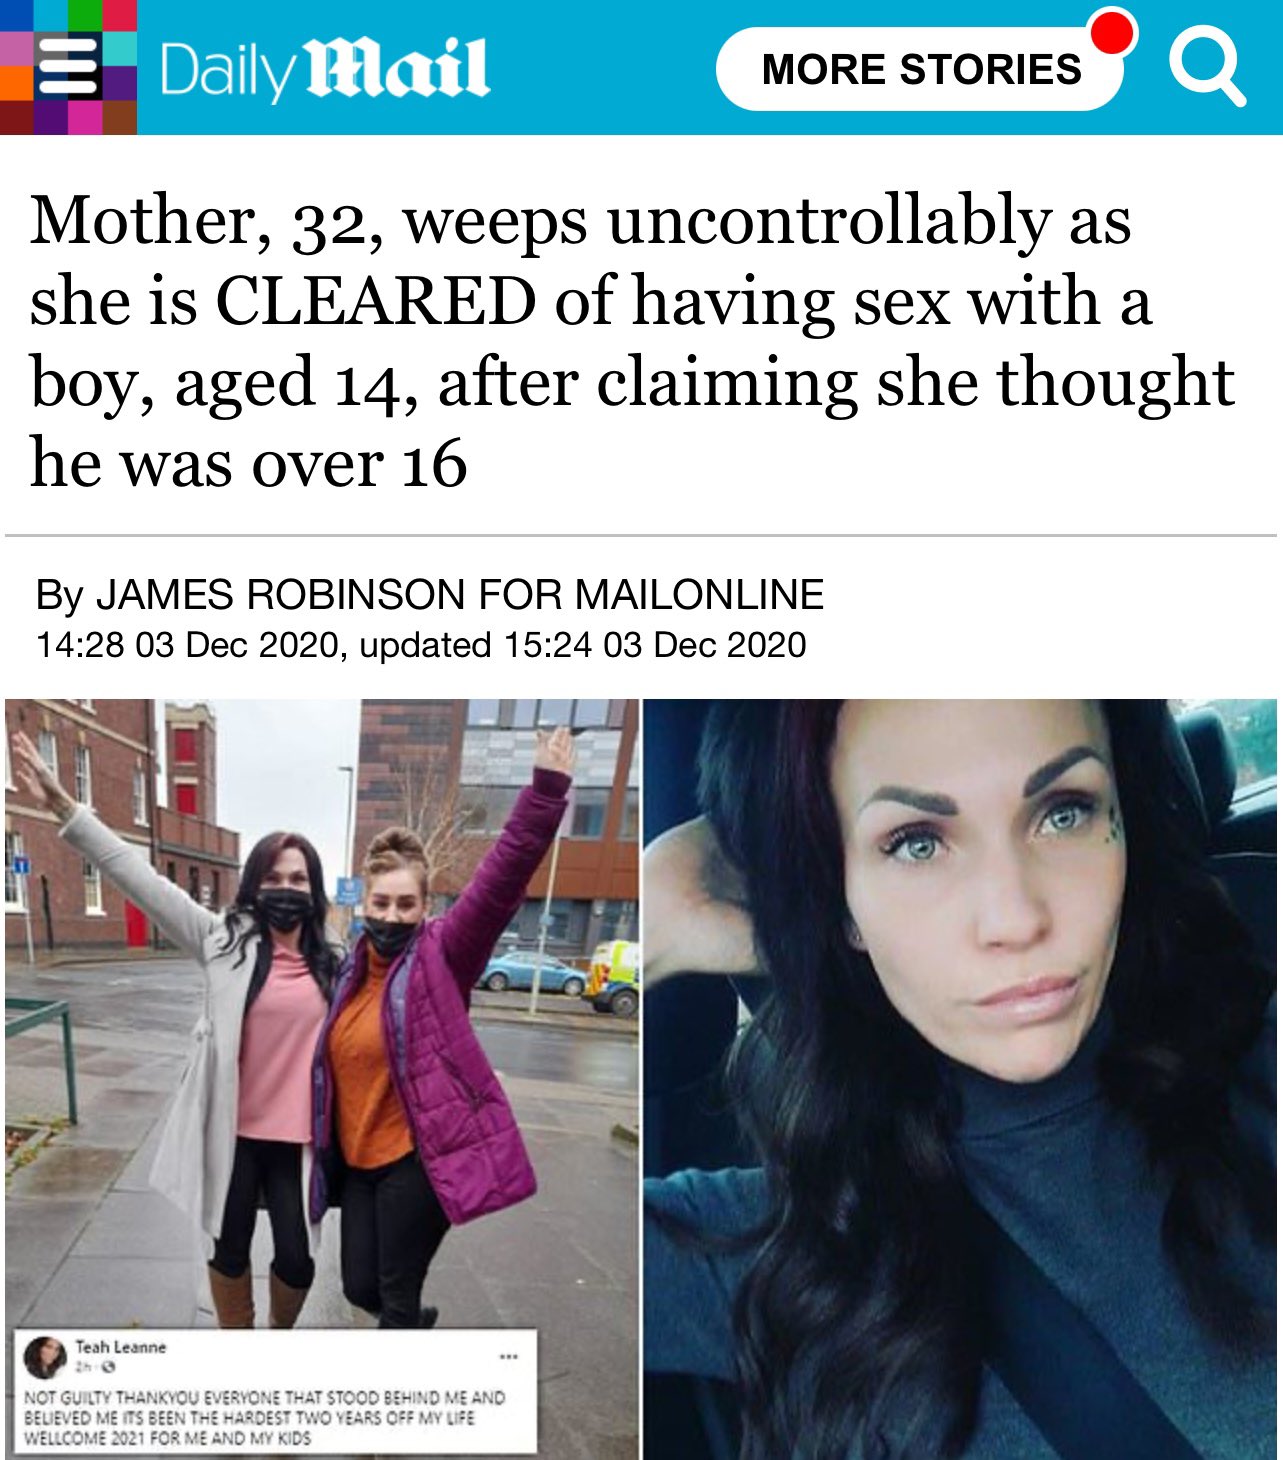 Daily Mail
MORE STORIES
Mother, 32, weeps uncontrollably as
she is CLEARED of having sex with a
boy, aged 14, after claiming she thought
he was over 16
By JAMES ROBINSON FOR MAILONLINE
14:28 03 Dec 2020, updated 15:24 03 Dec 2020
Teah Leanne
2h
NOT GUILTY THANKYOU EVERYONE THAT STOOD BEHIND ME AND
BELIEVED ME ITS BEEN THE HARDEST TWO YEARS OFF MY LIFE
WELLCOME 2021 FOR ME AND MY KIDS